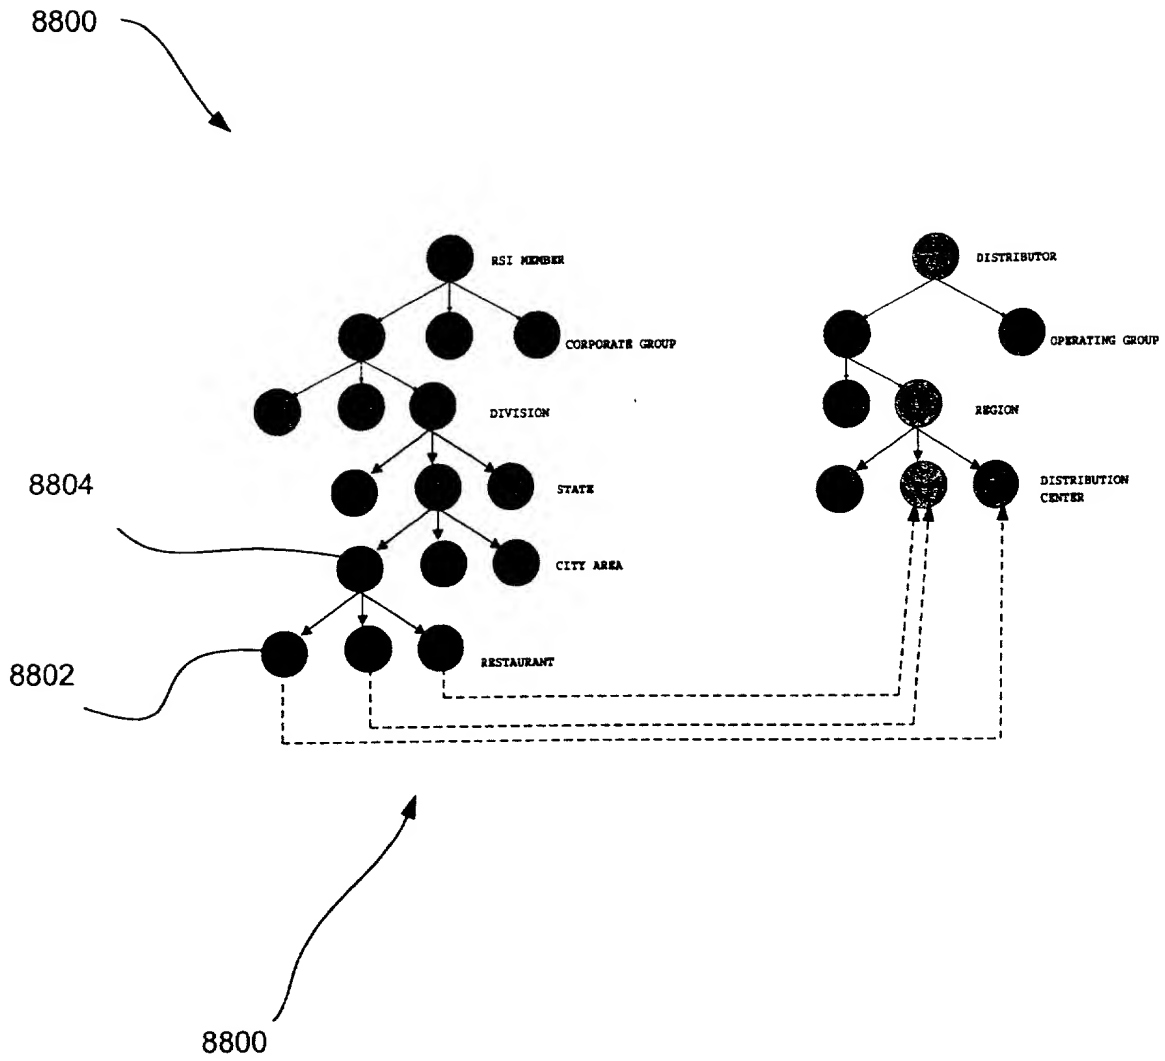 8800
RSI MEMBER
DISTRIBUTOR
CORPORATE GROUP
OPERATING GROUP
DIVISION
REGION
8804
STATE
DISTRIBUTION
CENTER
CITY AREA
8802
RESTAURANT
8800